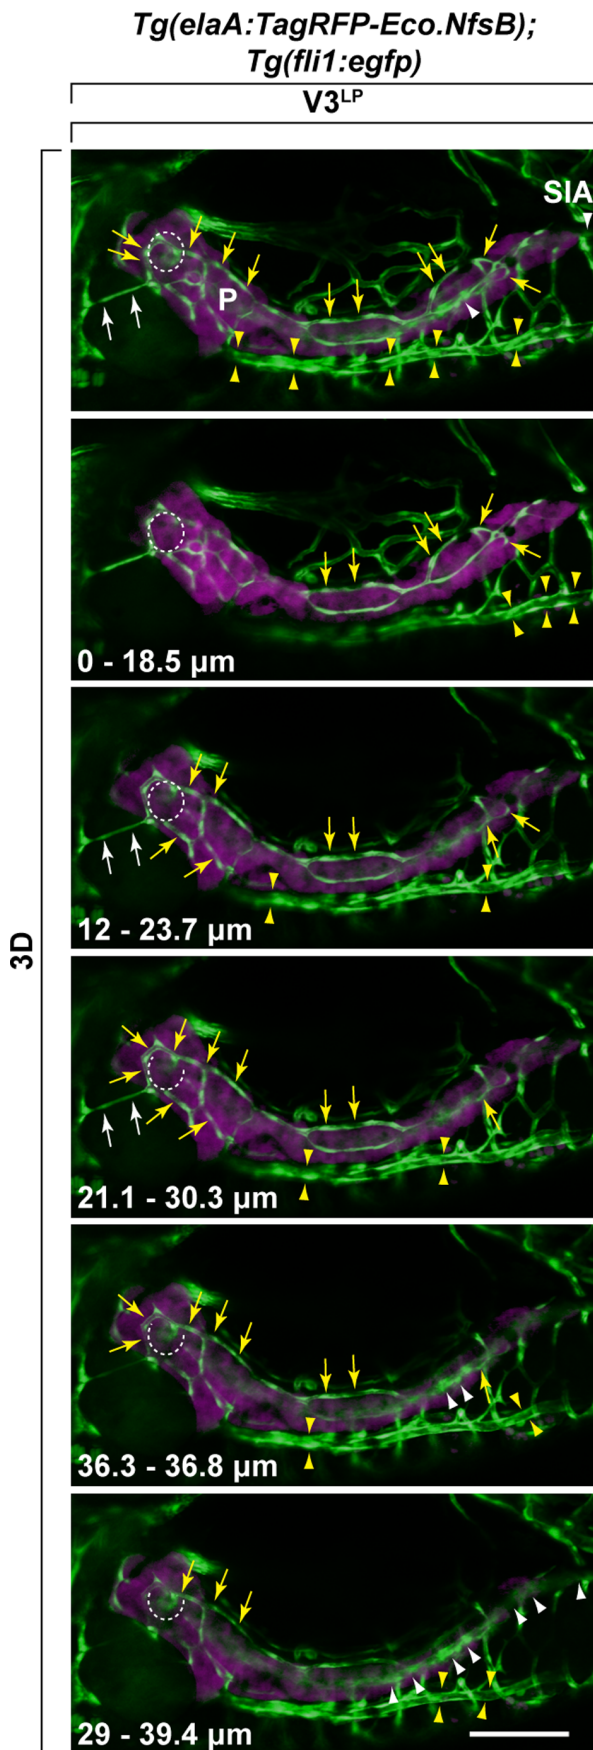 Tg(elaA:TagRFP-Eco.NfsB);
Tg(fli1:egfp)
V3LP
SIA
P
0 - 18.5 µm
12 - 23.7 µm
3D
21.1 - 30.3 µm
36.3 - 36.8 µm
29 - 39.4 µm